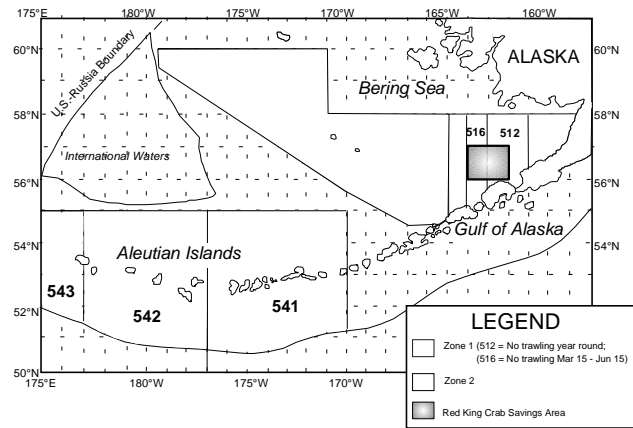 175°E 180°W 175°W 170°W 165°W 160°W
60°N 60°N
ALASKA
U.S.-Russia Boundary
Bering Sea
58°N 58°N
516 512
International Waters
56°N 56°N
Gulf of Alaska
54°N 54°N
Aleutian Islands
543
542
541
52°N 52°N
LEGEND
Zone 1 (512 = No trawling year round;
(516 = No trawling Mar 15 - Jun 15)
Zone 2
Red King Crab Savings Area
50°N
175°E 180°W 175°W 170°W